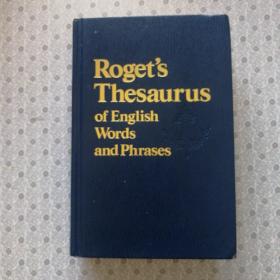 Roget's
Thesaurus
of English
Words
and Phrases